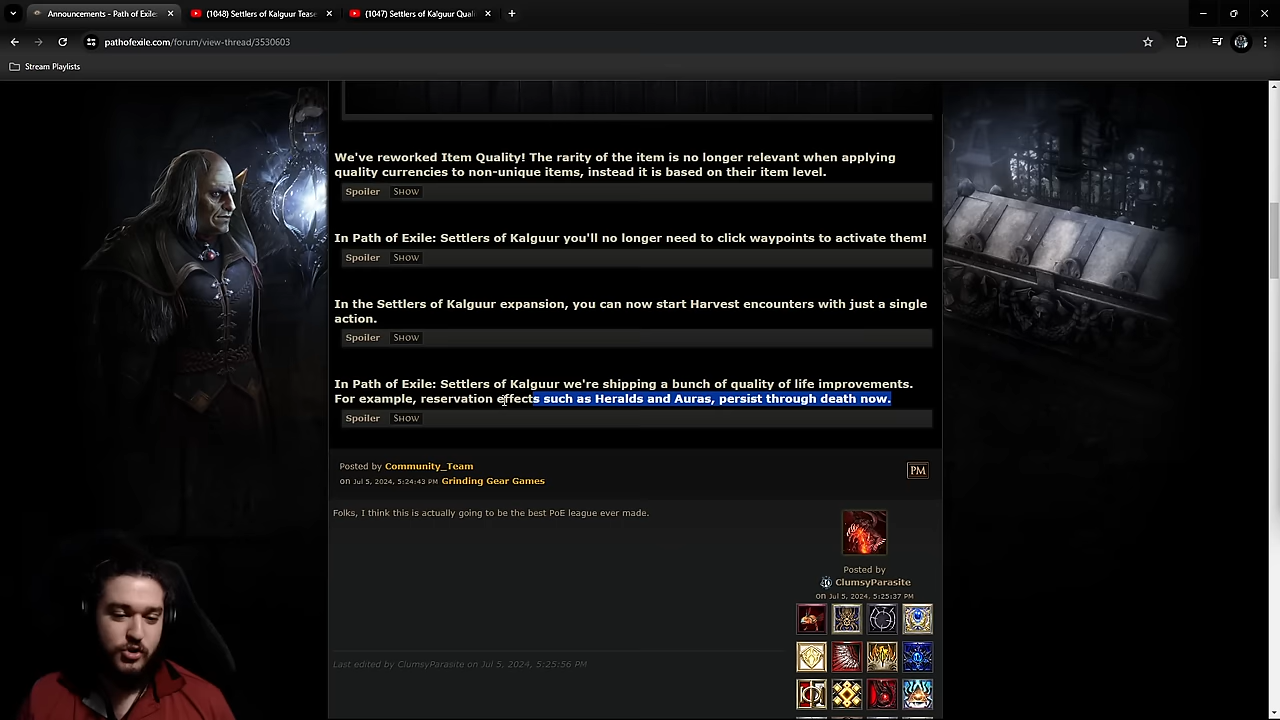 Announcements - Path of Exile:
(1048) Settlers of Kalguur Tease
(1047) Settlers of Kalguur Quali
pathofexile.com/forum/view-thread/3530603
Stream Playlists
We've reworked Item Quality! The rarity of the item is no longer relevant when applying
quality currencies to non-unique items, instead it is based on their item level.
Spoiler SHOW
In Path of Exile: Settlers of Kalguur you'll no longer need to click waypoints to activate them!
Spoiler SHOW
In the Settlers of Kalguur expansion, you can now start Harvest encounters with just a single
action.
Spoiler SHOW
In Path of Exile: Settlers of Kalguur we're shipping a bunch of quality of life improvements.
For example, reservation effects such as Heralds and Auras, persist through death now.
Spoiler SHOW
Posted by Community_Team
on Jul 5, 2024, 5:24:43 PM Grinding Gear Games
PM
Folks, I think this is actually going to be the best PoE league ever made.
Posted by
ClumsyParasite
on Jul 5, 2024, 5:25:37 PM
Last edited by ClumsyParasite on Jul 5, 2024, 5:25:56 PM